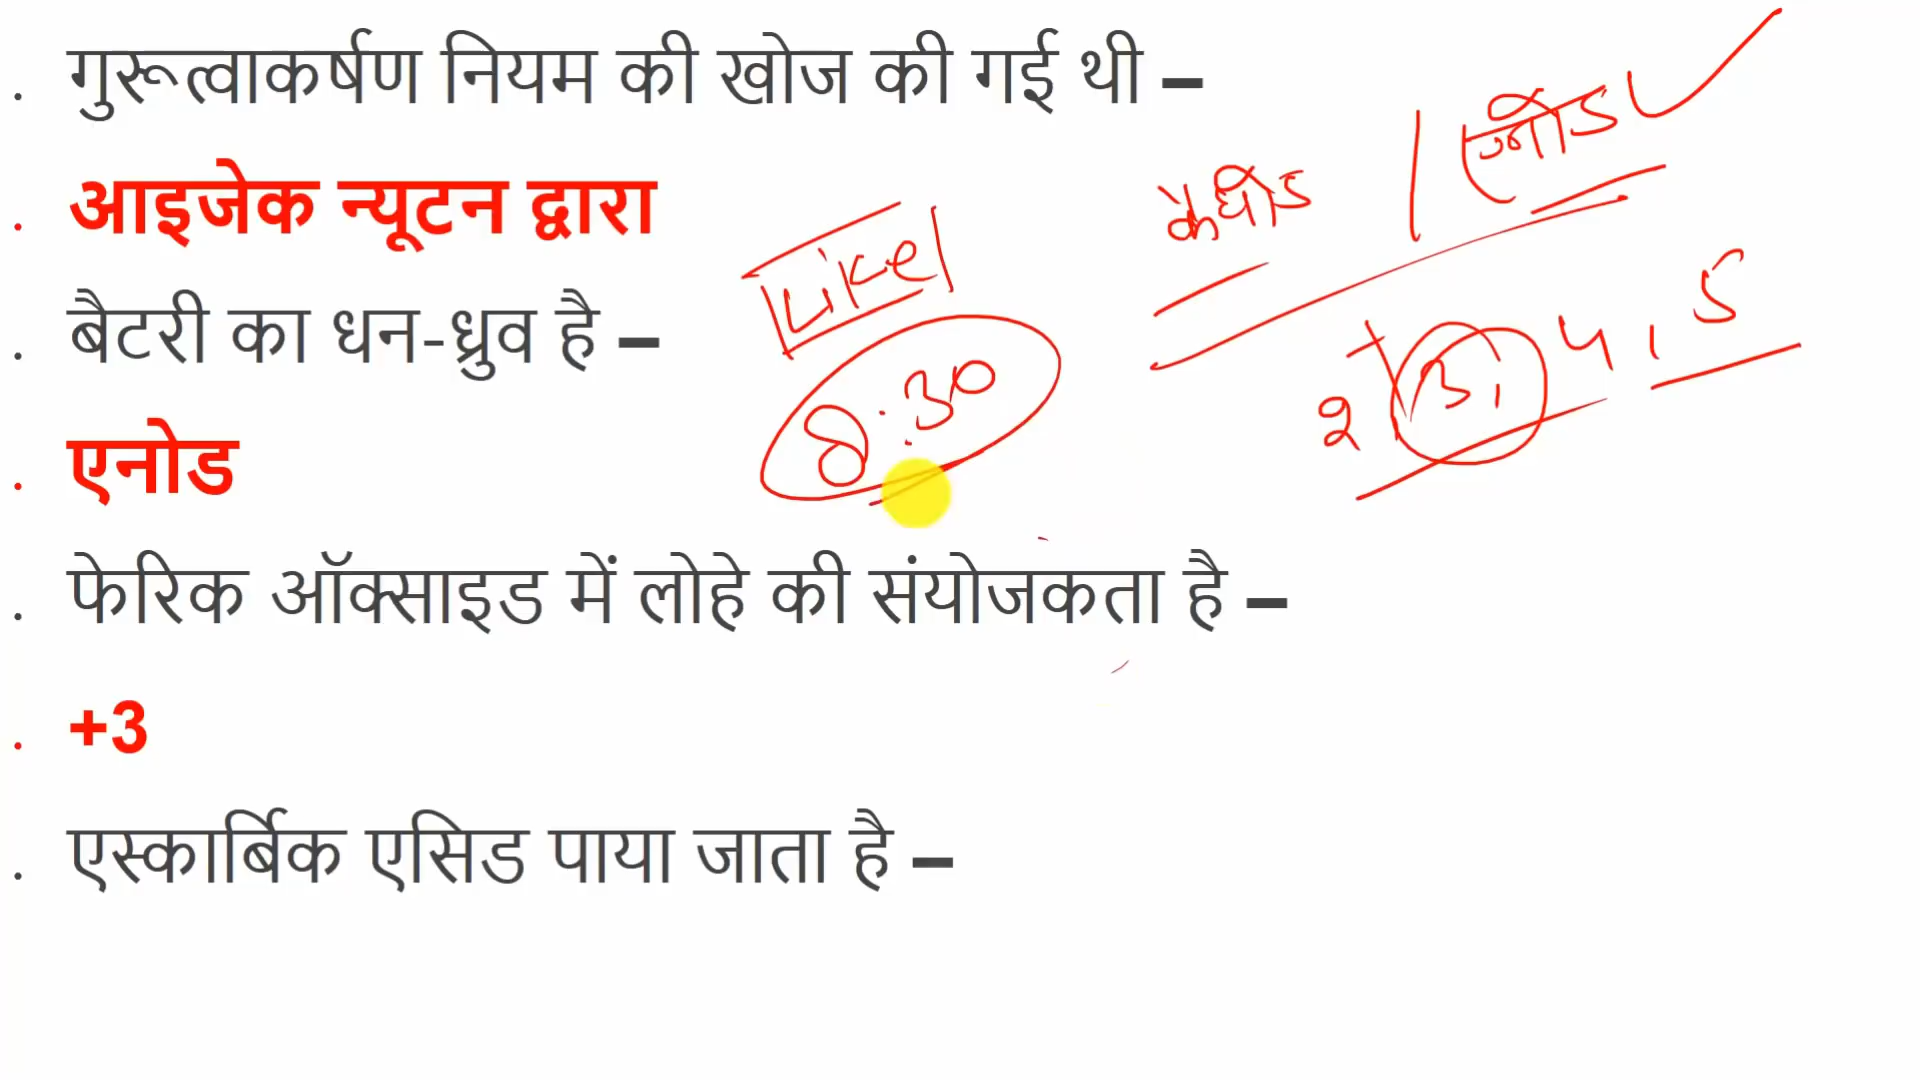 . गुरूत्वाकर्षण नियम की खोज की गई थी –
. आइजेक न्यूटन द्वारा
. बैटरी का धन-ध्रुव है –
. एनोड
. फेरिक ऑक्साइड में लोहे की संयोजकता है –
. +3
. एस्कार्बिक एसिड पाया जाता है –
कैथोड / एनोड
Like
8:30
+
२ 3, 4, 5